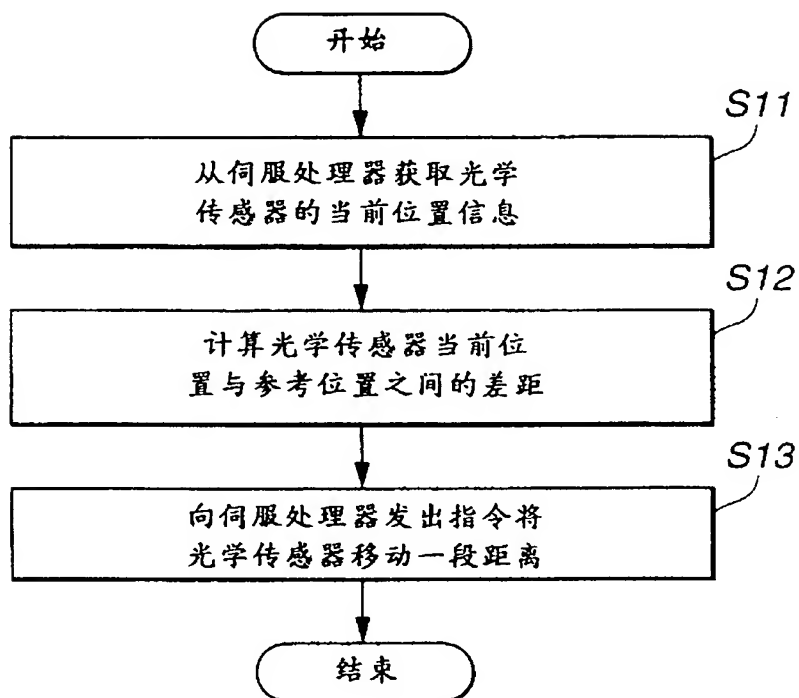 开始
S11
从伺服处理器获取光学
传感器的当前位置信息
S12
计算光学传感器当前位
置与参考位置之间的差距
S13
向伺服处理器发出指令将
光学传感器移动一段距离
结束